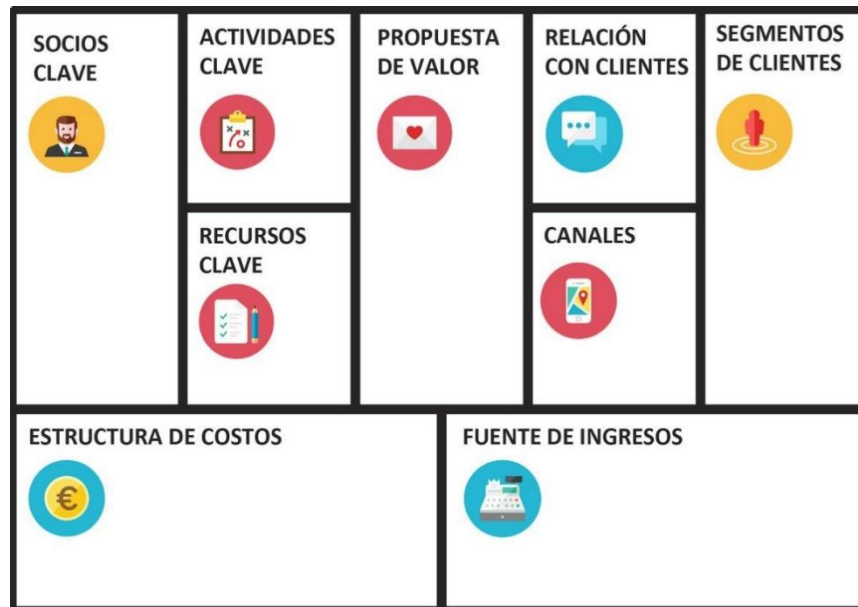 SOCIOS
CLAVE
ACTIVIDADES
CLAVE
PROPUESTA
DE VALOR
RELACIÓN
CON CLIENTES
SEGMENTOS
DE CLIENTES
RECURSOS
CLAVE
CANALES
ESTRUCTURA DE COSTOS
€
FUENTE DE INGRESOS